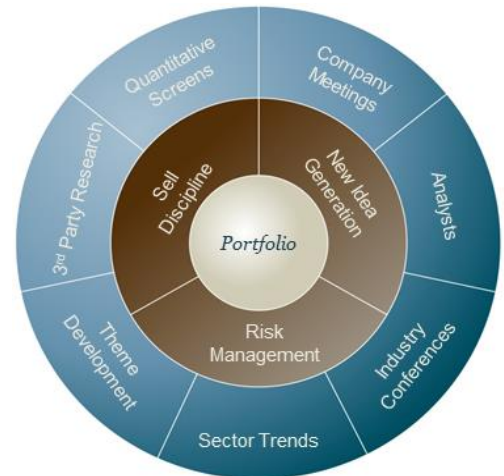 Quantitative
Screens
Company
Meetings
Analysts
Industry
Conferences
Sector Trends
Theme
Development
3rd Party Research
Sell
Discipline
New Idea
Generation
Risk
Management
Portfolio